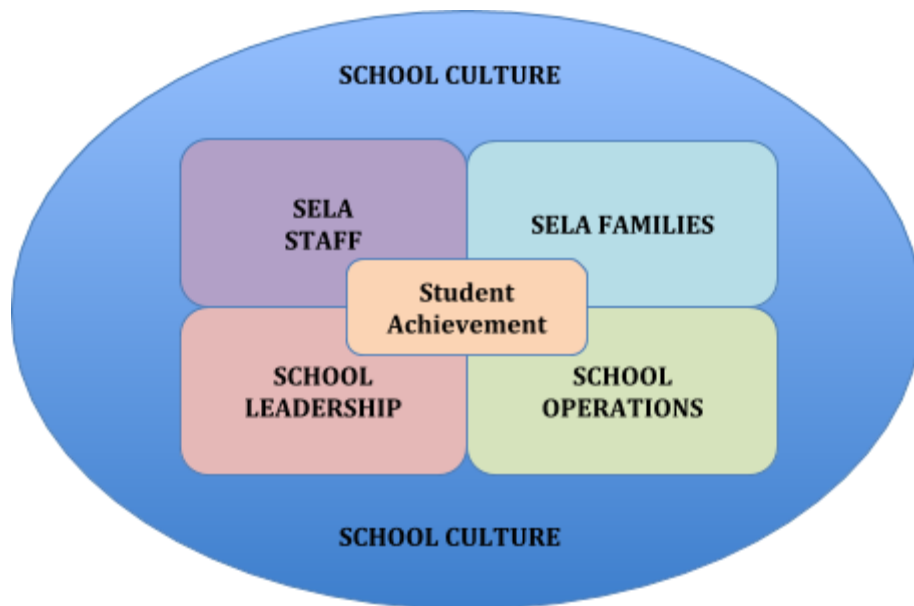 SCHOOL CULTURE
SELA
STAFF
SELA FAMILIES
Student
Achievement
SCHOOL
LEADERSHIP
SCHOOL
OPERATIONS
SCHOOL CULTURE